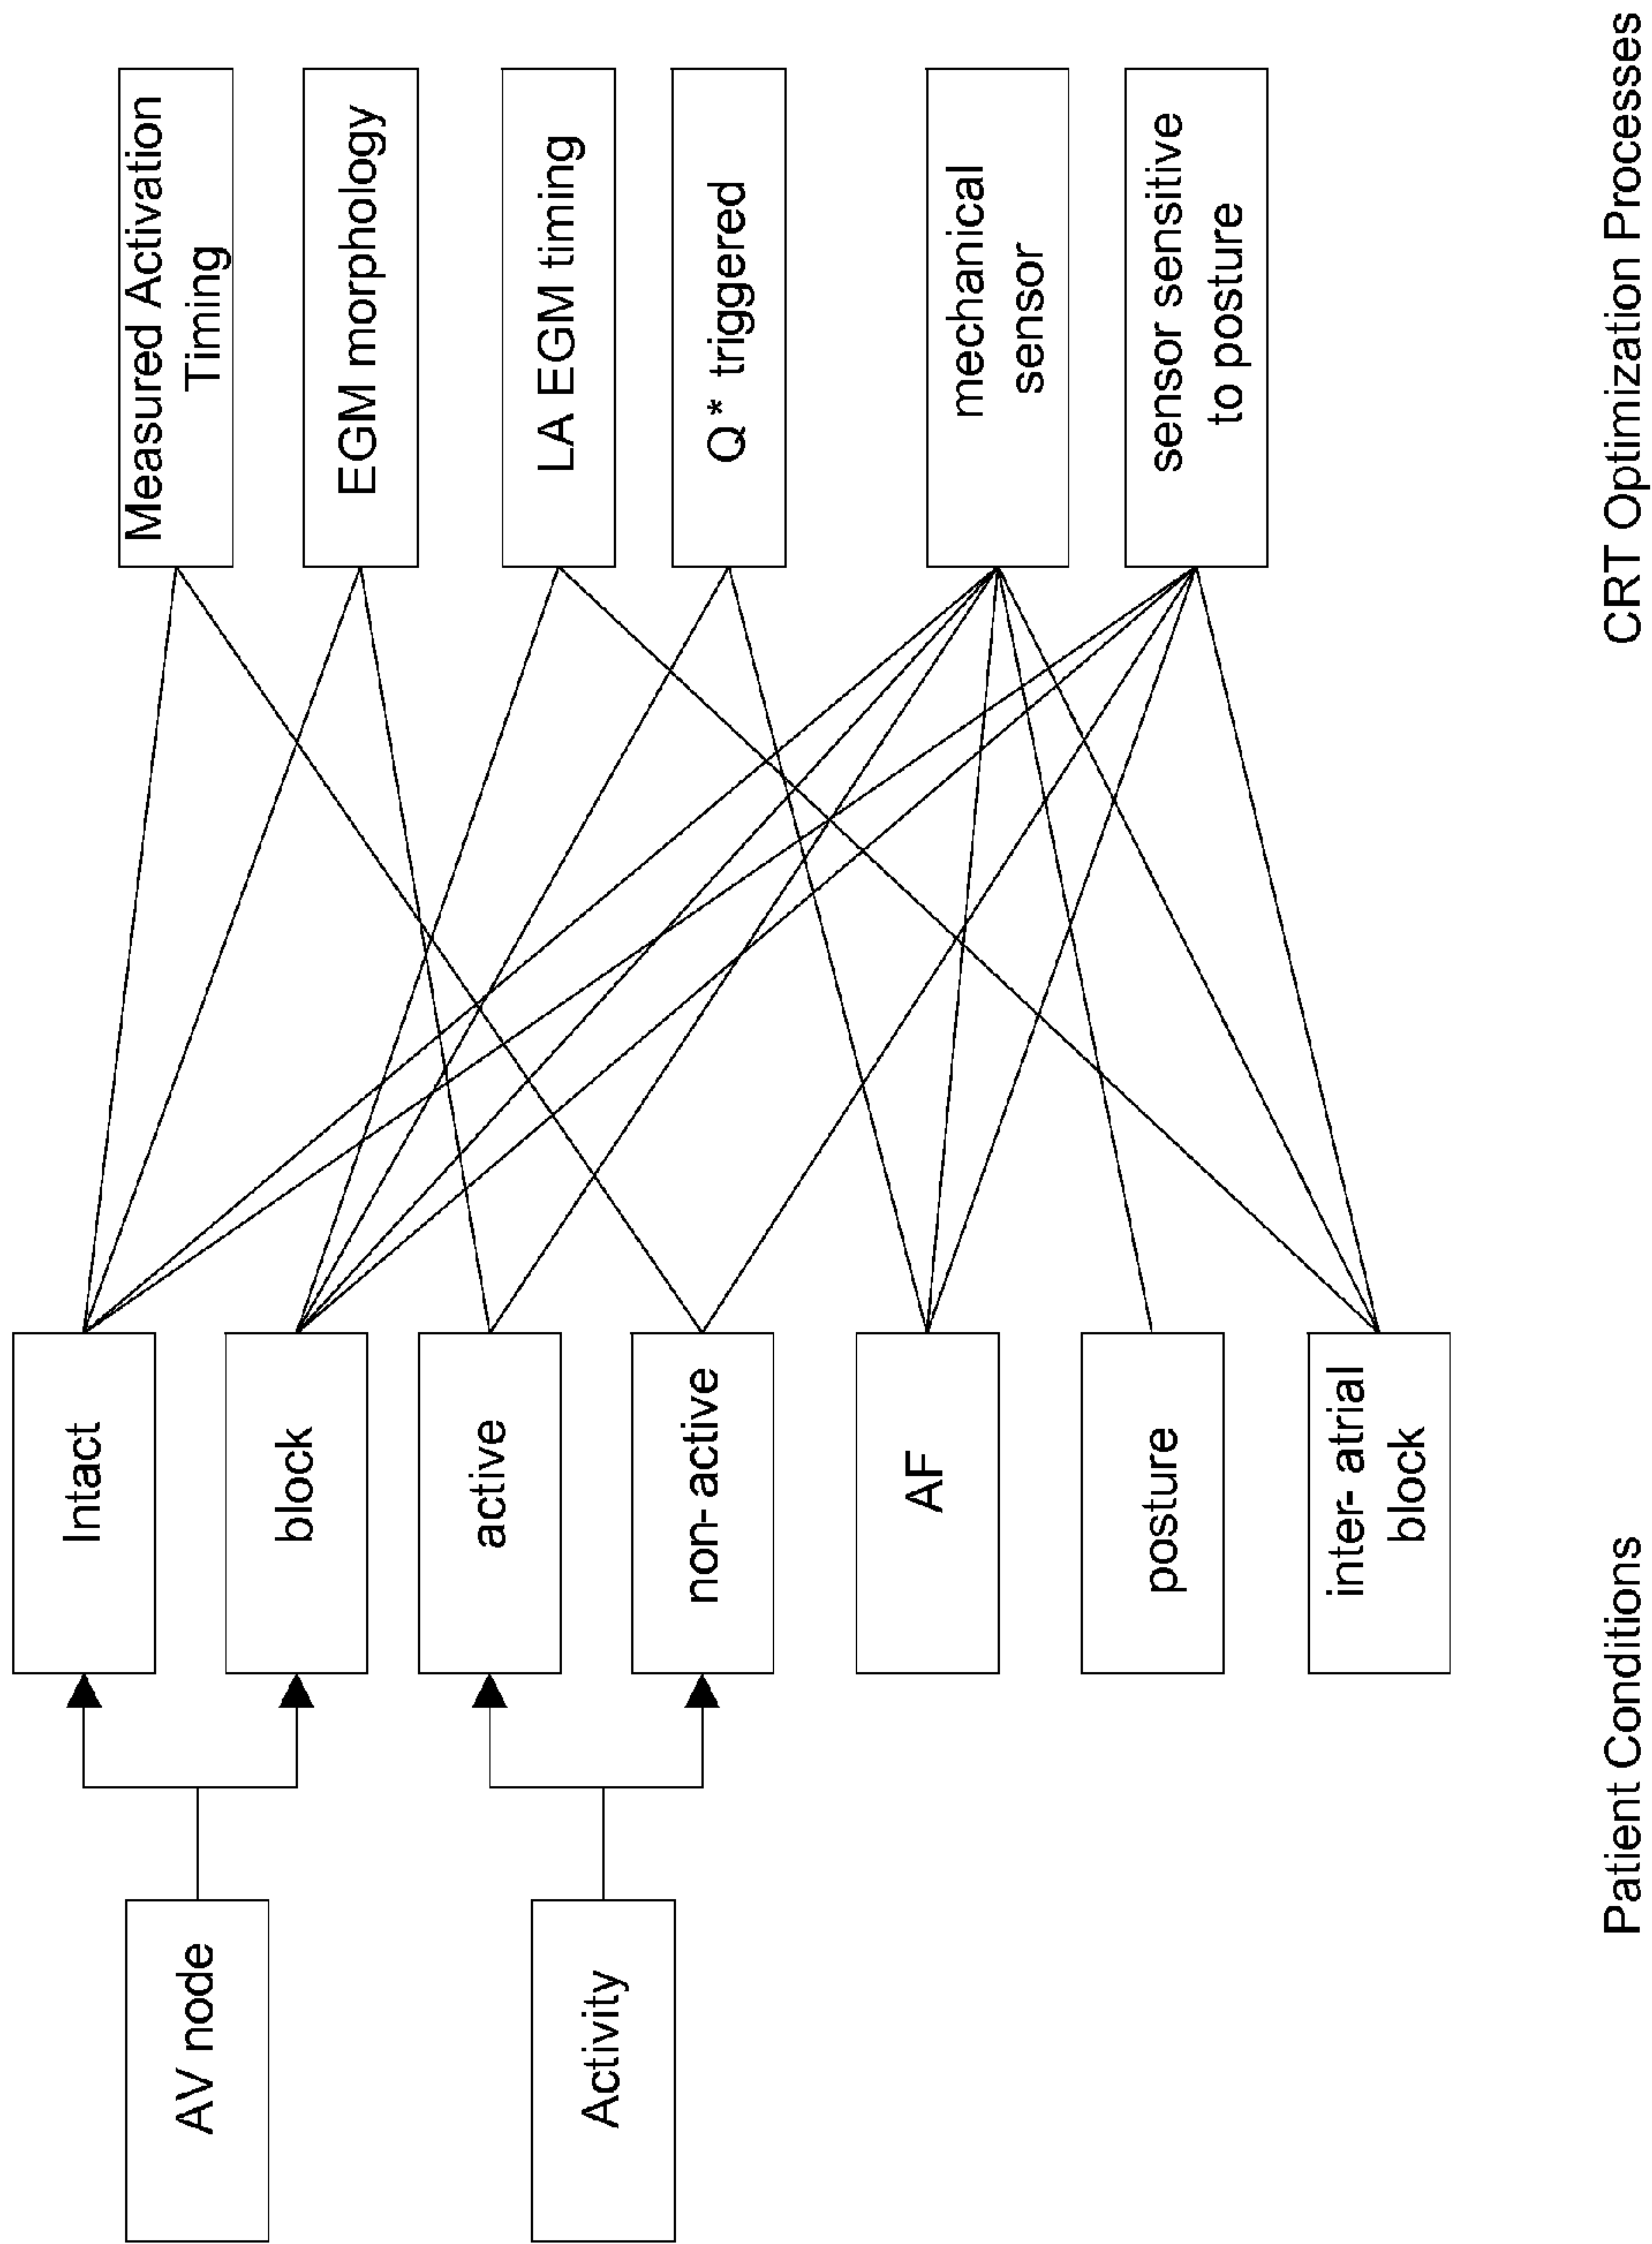 AV node
Activity
Intact
block
active
non-active
AF
posture
inter- atrial
block
Measured Activation
Timing
EGM morphology
LA EGM timing
Q * triggered
mechanical
sensor
sensor sensitive
to posture
Patient Conditions
CRT Optimization Processes